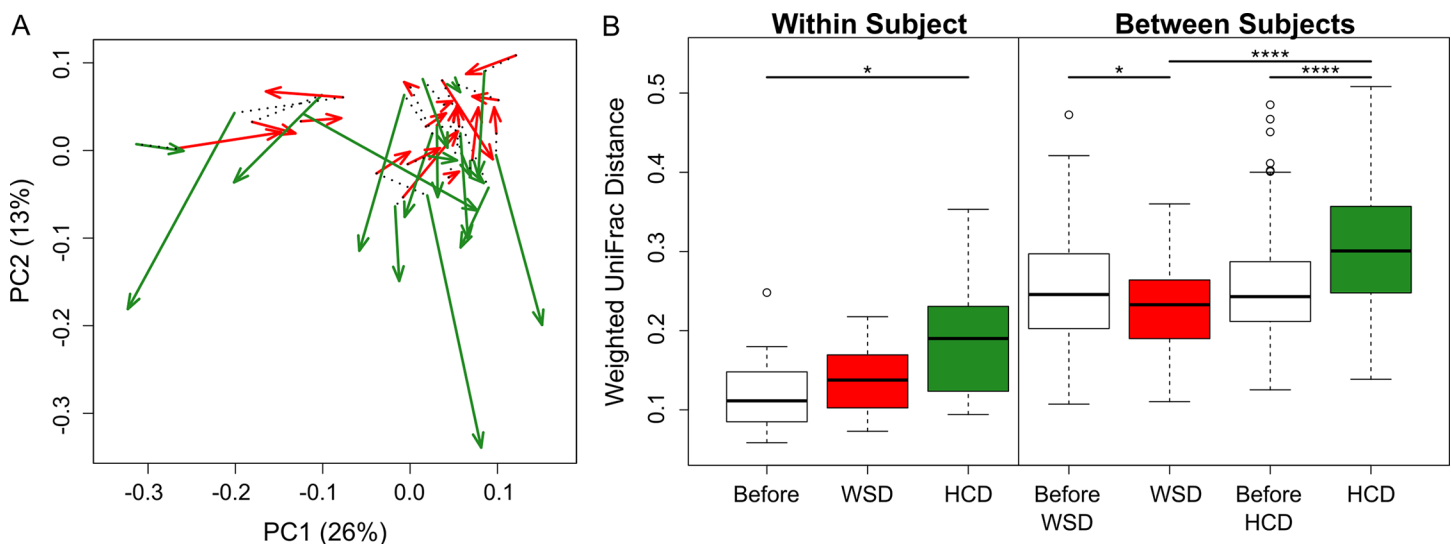 A
PC2 (13%)
0.1
0.0
-0.1
-0.2
-0.3
-0.3
-0.2
-0.1
0.0
0.1
PC1 (26%)
B
Within Subject
Between Subjects
Weighted UniFrac Distance
0.5
0.4
0.3
0.2
0.1
*
*
****
****
Before
WSD
HCD
Before
WSD
WSD
Before
HCD
HCD